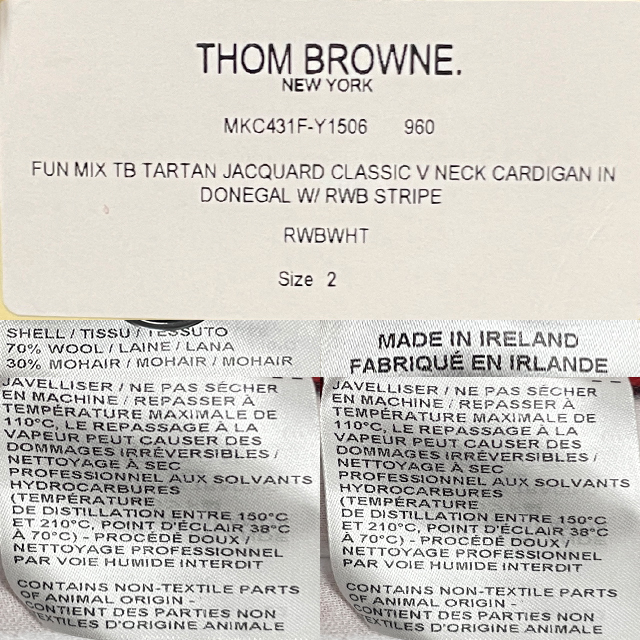 THOM BROWNE.
NEW YORK
MKC431F-Y1506 960
FUN MIX TB TARTAN JACQUARD CLASSIC V NECK CARDIGAN IN
DONEGAL W/ RWB STRIPE
RWBWHT
Size 2
SHELL / TISSU / TESSUTO
70% WOOL / LAINE / LANA
30% MOHAIR / MOHAIR / MOHAIR
JAVELLISER / NE PAS SÉCHER
EN MACHINE / REPASSER À
TEMPÉRATURE MAXIMALE DE
110°C, LE REPASSAGE À LA
VAPEUR PEUT CAUSER DES
DOMMAGES IRRÉVERSIBLES /
NETTOYAGE À SEC
PROFESSIONNEL AUX SOLVANTS
HYDROCARBURES
(TEMPÉRATURE
DE DISTILLATION ENTRE 150°C
ET 210°C, POINT D'ÉCLAIR 38°C
À 70°C) - PROCÉDÉ DOUX /
NETTOYAGE PROFESSIONNEL
PAR VOIE HUMIDE INTERDIT
CONTAINS NON-TEXTILE PARTS
OF ANIMAL ORIGIN -
CONTIENT DES PARTIES NON
TEXTILES D'ORIGINE ANIMALE
MADE IN IRELAND
FABRIQUÉ EN IRLANDE
JAVELLISER / NE PAS SÉCHER
EN MACHINE / REPASSER À
TEMPÉRATURE MAXIMALE DE
110°C, LE REPASSAGE À LA
VAPEUR PEUT CAUSER DES
DOMMAGES IRRÉVERSIBLES /
NETTOYAGE À SEC
PROFESSIONNEL AUX SOLVANTS
HYDROCARBURES
(TEMPÉRATURE
DE DISTILLATION ENTRE 150°C
ET 210°C, POINT D'ÉCLAIR 38°C
À 70°C) - PROCÉDÉ DOUX /
NETTOYAGE PROFESSIONNEL
PAR VOIE HUMIDE INTERDIT
CONTAINS NON-TEXTILE PARTS
OF ANIMAL ORIGIN -
CONTIENT DES PARTIES NON
TEXTILES D'ORIGINE ANIMALE